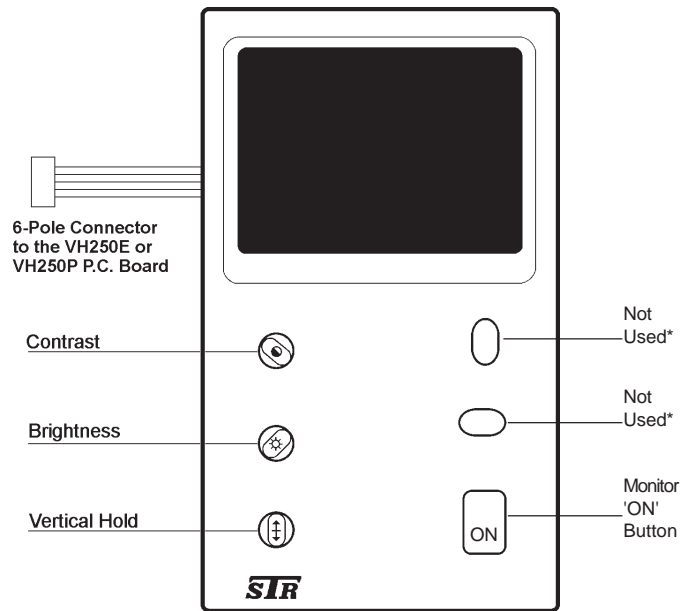 6-Pole Connector
to the VH250E or
VH250P P.C. Board
Contrast
Brightness
Vertical Hold
Not
Used*
Not
Used*
Monitor
'ON'
Button
ON
STR